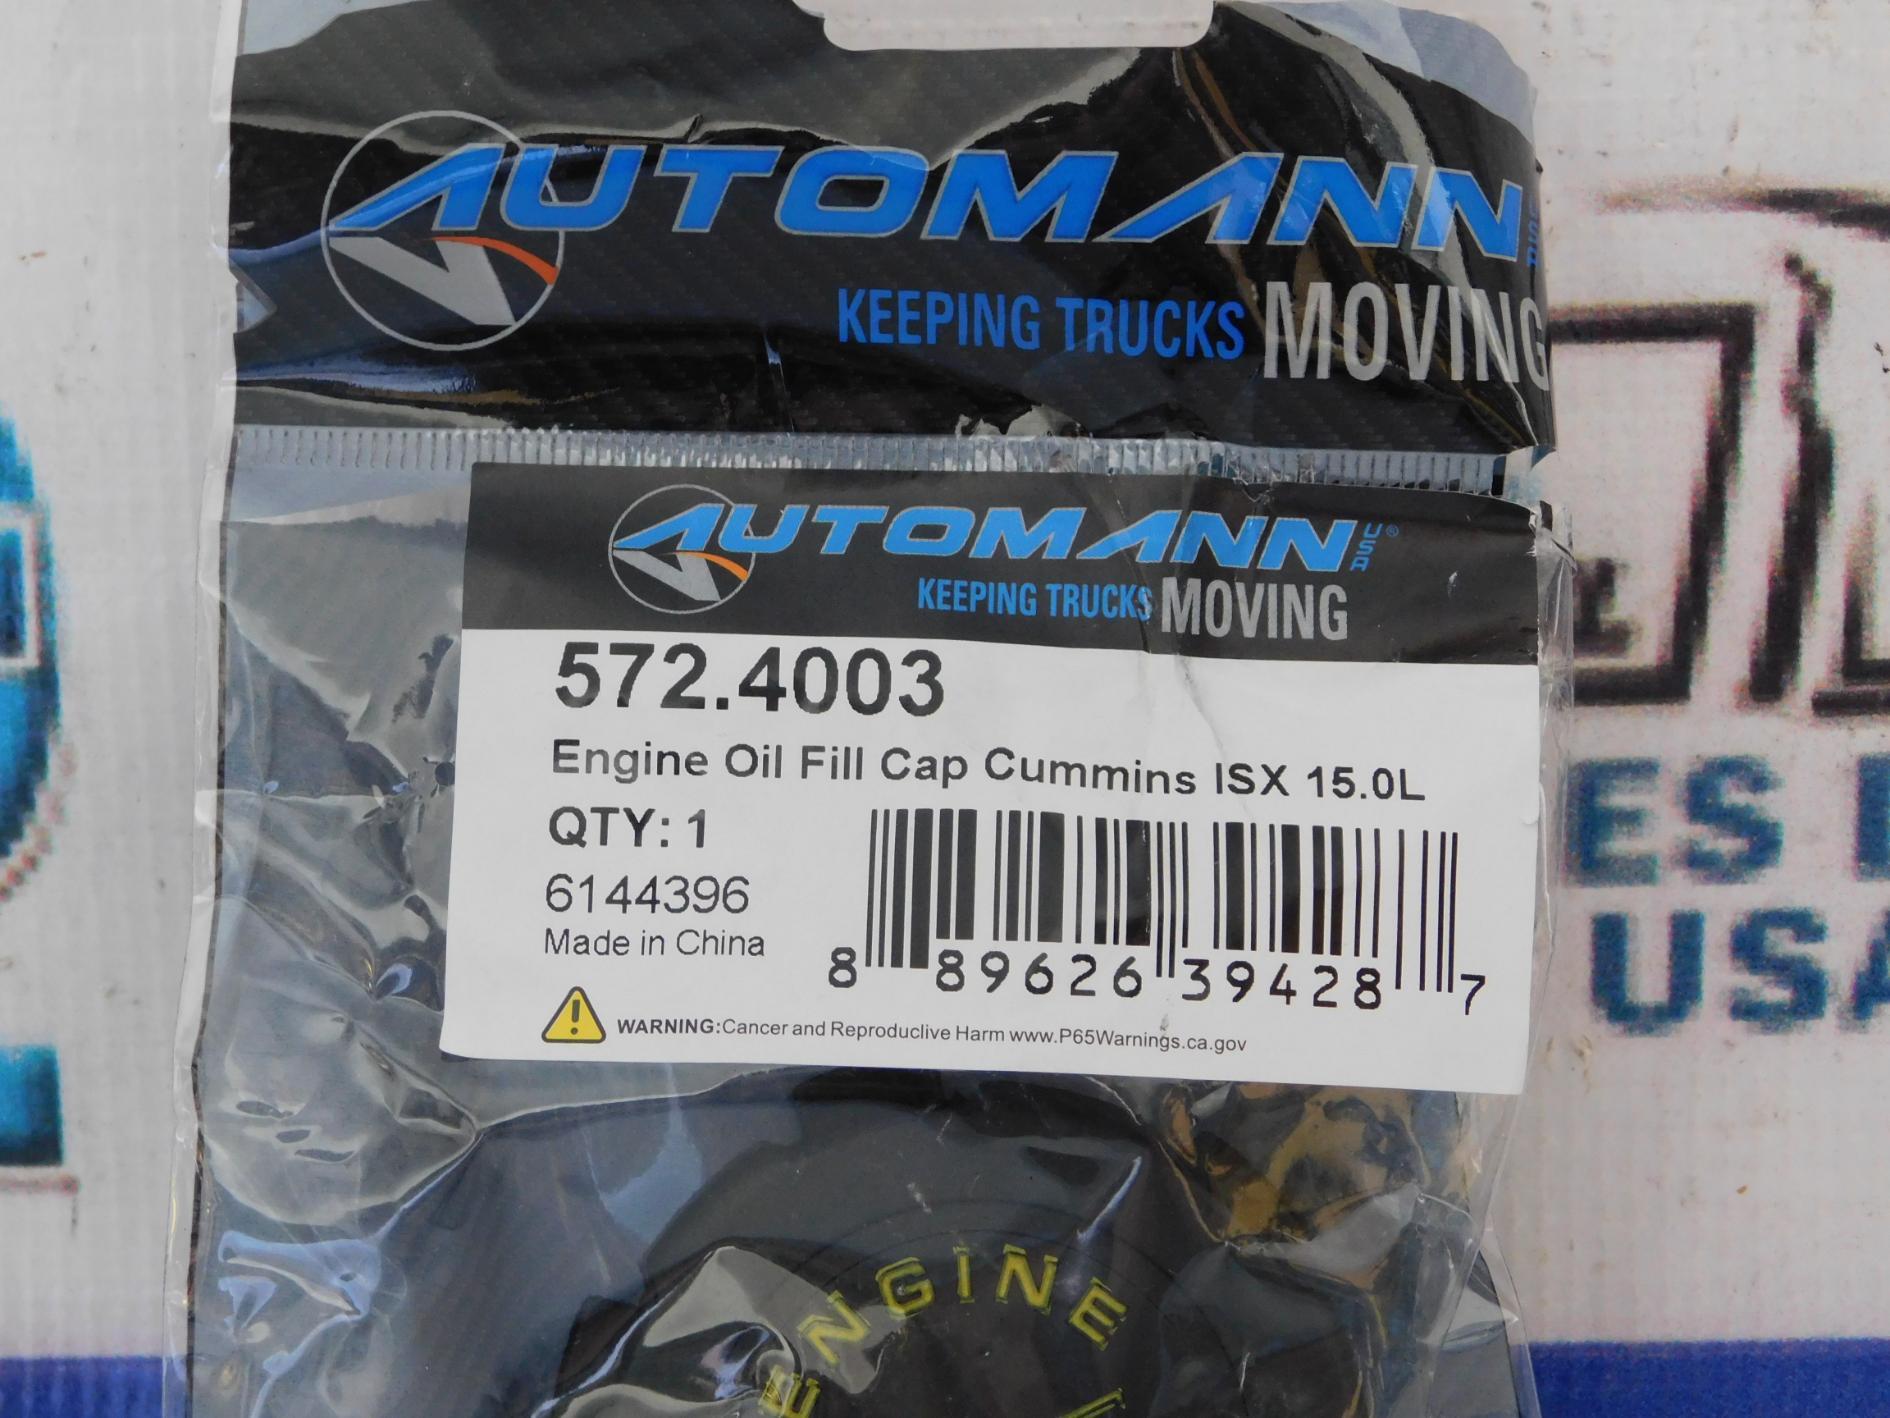 AUTOMANN
KEEPING TRUCKS MOVING
AUTOMANN USA®
KEEPING TRUCKS MOVING
572.4003
Engine Oil Fill Cap Cummins ISX 15.0L
QTY: 1
6144396
Made in China
8 89626 39428 7
WARNING:Cancer and Reproduclive Harm www.P65Warnings.ca.gov
ENGINE
ES
USA